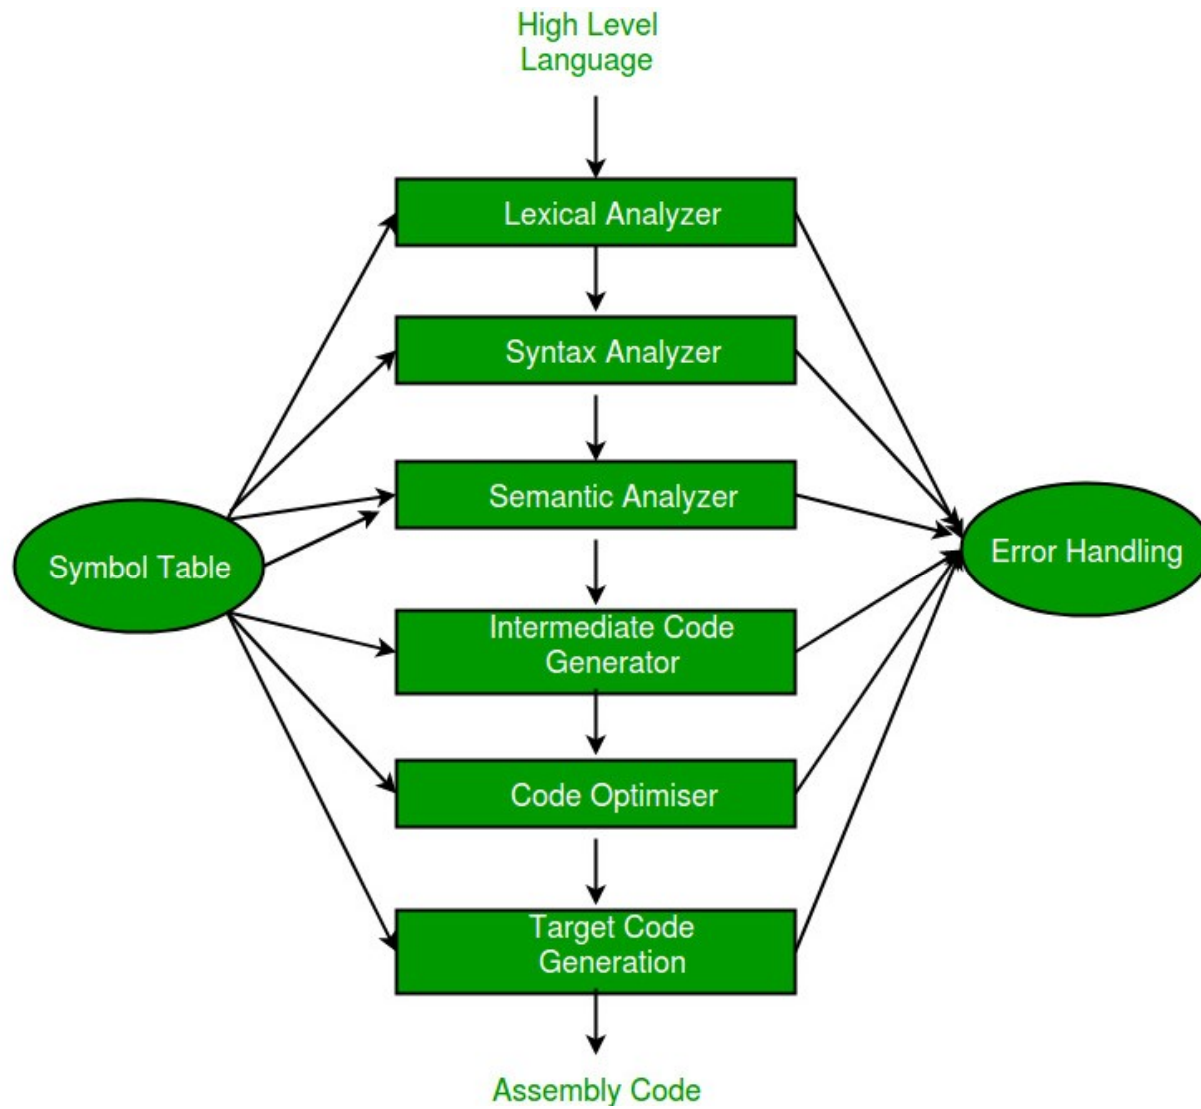 High Level
Language
Lexical Analyzer
Syntax Analyzer
Semantic Analyzer
Symbol Table
Error Handling
Intermediate Code
Generator
Code Optimiser
Target Code
Generation
Assembly Code